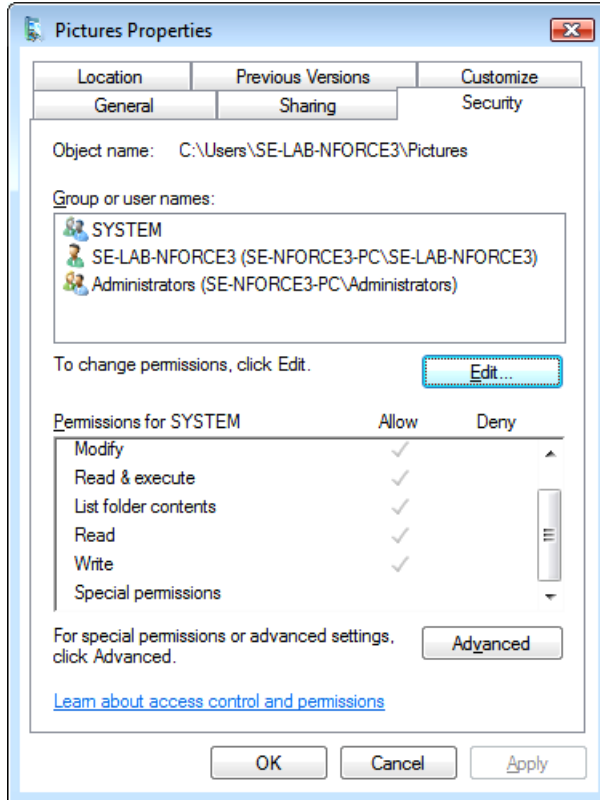 Pictures Properties
Location Previous Versions Customize
General Sharing Security
Object name: C:\Users\SE-LAB-NFORCE3\Pictures
Group or user names:
SYSTEM
SE-LAB-NFORCE3 (SE-NFORCE3-PC\SE-LAB-NFORCE3)
Administrators (SE-NFORCE3-PC\Administrators)
To change permissions, click Edit.
Edit...
Permissions for SYSTEM Allow Deny
Modify
Read & execute
List folder contents
Read
Write
Special permissions
For special permissions or advanced settings,
click Advanced.
Advanced
Learn about access control and permissions
OK Cancel Apply